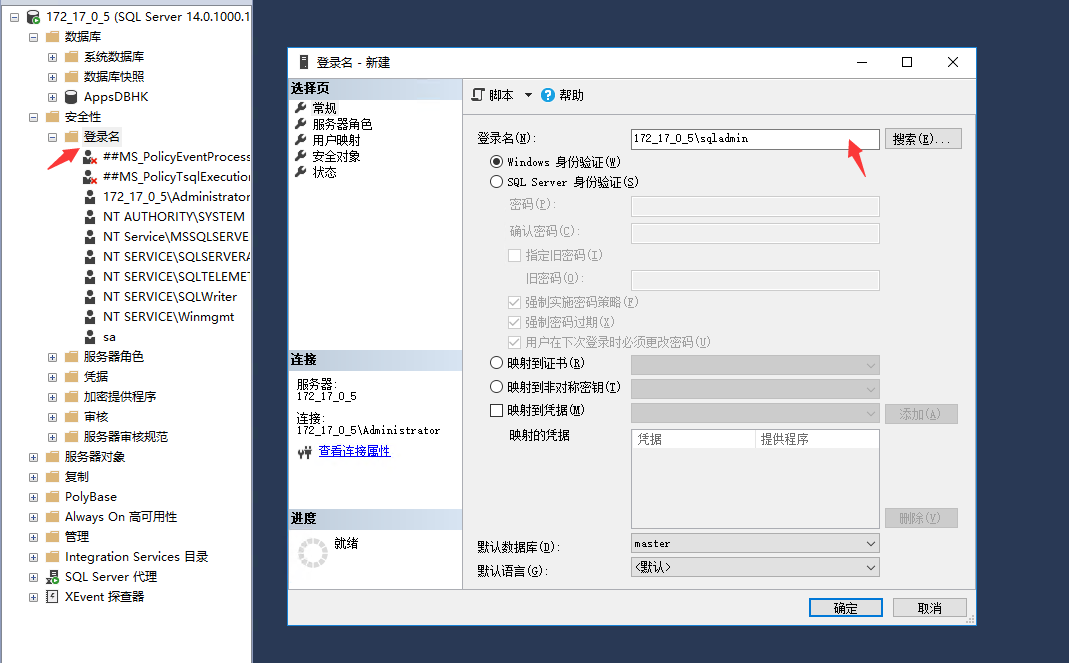 172_17_0_5 (SQL Server 14.0.1000.1
数据库
系统数据库
数据库快照
AppsDBHK
安全性
登录名
##MS_PolicyEventProcess
##MS_PolicyTsqlExecution
172_17_0_5\Administrator
NT AUTHORITY\SYSTEM
NT Service\MSSQLSERVE
NT SERVICE\SQLSERVERA
NT SERVICE\SQLTELEMET
NT SERVICE\SQLWriter
NT SERVICE\Winmgmt
sa
服务器角色
凭据
加密提供程序
审核
服务器审核规范
服务器对象
复制
PolyBase
Always On 高可用性
管理
Integration Services 目录
SQL Server 代理
XEvent 探查器
登录名 - 新建
选择页
常规
服务器角色
用户映射
安全对象
状态
连接
服务器:
172_17_0_5
连接:
172_17_0_5\Administrator
查看连接属性
进度
就绪
脚本
帮助
登录名(N):
172_17_0_5\sqladmin
搜索(E)...
Windows 身份验证(W)
SQL Server 身份验证(S)
密码(P):
确认密码(C):
指定旧密码(I)
旧密码(O):
强制实施密码策略(F)
强制密码过期(X)
用户在下次登录时必须更改密码(U)
映射到证书(R)
映射到非对称密钥(T)
映射到凭据(M)
添加(A)
映射的凭据
凭据 提供程序
删除(V)
默认数据库(D):
master
默认语言(G):
<默认>
确定
取消